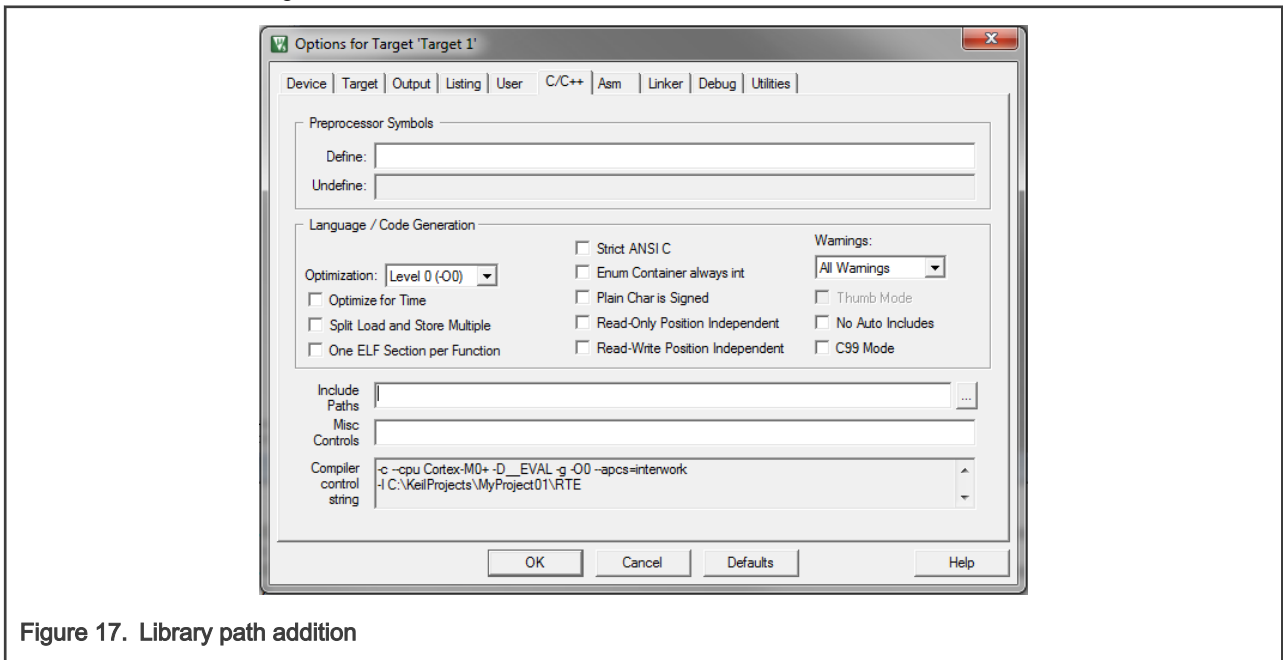 Options for Target 'Target 1'
Device Target Output Listing User C/C++ Asm Linker Debug Utilities
Preprocessor Symbols
Define:
Undefine:
Language / Code Generation
Optimization: Level 0 (-O0)
Optimize for Time
Split Load and Store Multiple
One ELF Section per Function
Strict ANSI C
Enum Container always int
Plain Char is Signed
Read-Only Position Independent
Read-Write Position Independent
Warnings:
All Warnings
Thumb Mode
No Auto Includes
C99 Mode
Include
Paths
...
Misc
Controls
Compiler
control
string
-c --cpu Cortex-M0+ -D__EVAL -g -O0 --apcs=interwork
-I C:\KeilProjects\MyProject01\RTE
OK Cancel Defaults Help
Figure 17. Library path addition